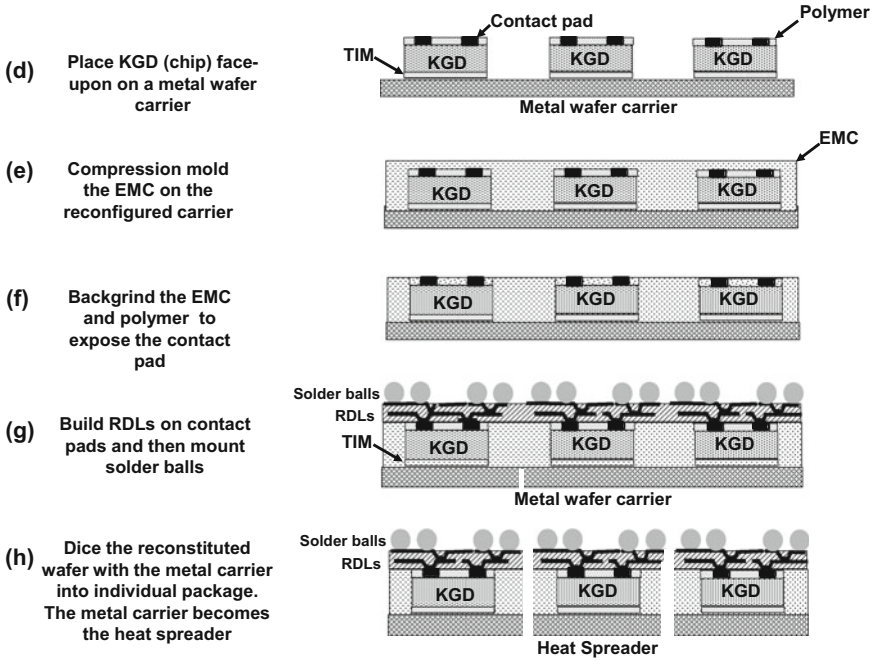 Contact pad
Polymer
(d)
Place KGD (chip) face-
upon on a metal wafer
carrier
TIM
KGD
KGD
KGD
Metal wafer carrier
EMC
(e)
Compression mold
the EMC on the
reconfigured carrier
KGD
KGD
KGD
(f)
Backgrind the EMC
and polymer to
expose the contact
pad
KGD
KGD
KGD
Solder balls
RDLs
(g)
Build RDLs on contact
pads and then mount
solder balls
TIM
KGD
KGD
KGD
Metal wafer carrier
Solder balls
RDLs
(h)
Dice the reconstituted
wafer with the metal carrier
into individual package.
The metal carrier becomes
the heat spreader
KGD
KGD
KGD
Heat Spreader